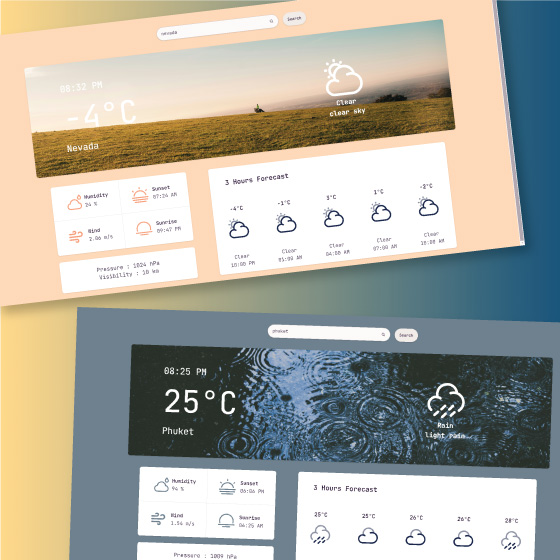 nevada
Search
08:32 PM
-4°C
Nevada
Clear
clear sky
Humidity
24 %
Sunset
07:24 AM
Wind
2.06 m/s
Sunrise
09:47 PM
Pressure : 1024 hPa
Visibility : 10 km
3 Hours Forecast
-4°C
-1°C
3°C
1°C
-2°C
Clear
10:00 PM
Clear
01:00 AM
Clear
04:00 AM
Clear
07:00 AM
Clear
10:00 AM
phuket
Search
08:25 PM
25°C
Phuket
Rain
light rain
Humidity
94 %
Sunset
06:06 PM
Wind
1.54 m/s
Sunrise
04:25 AM
Pressure : 1009 hPa
3 Hours Forecast
25°C
25°C
26°C
26°C
28°C